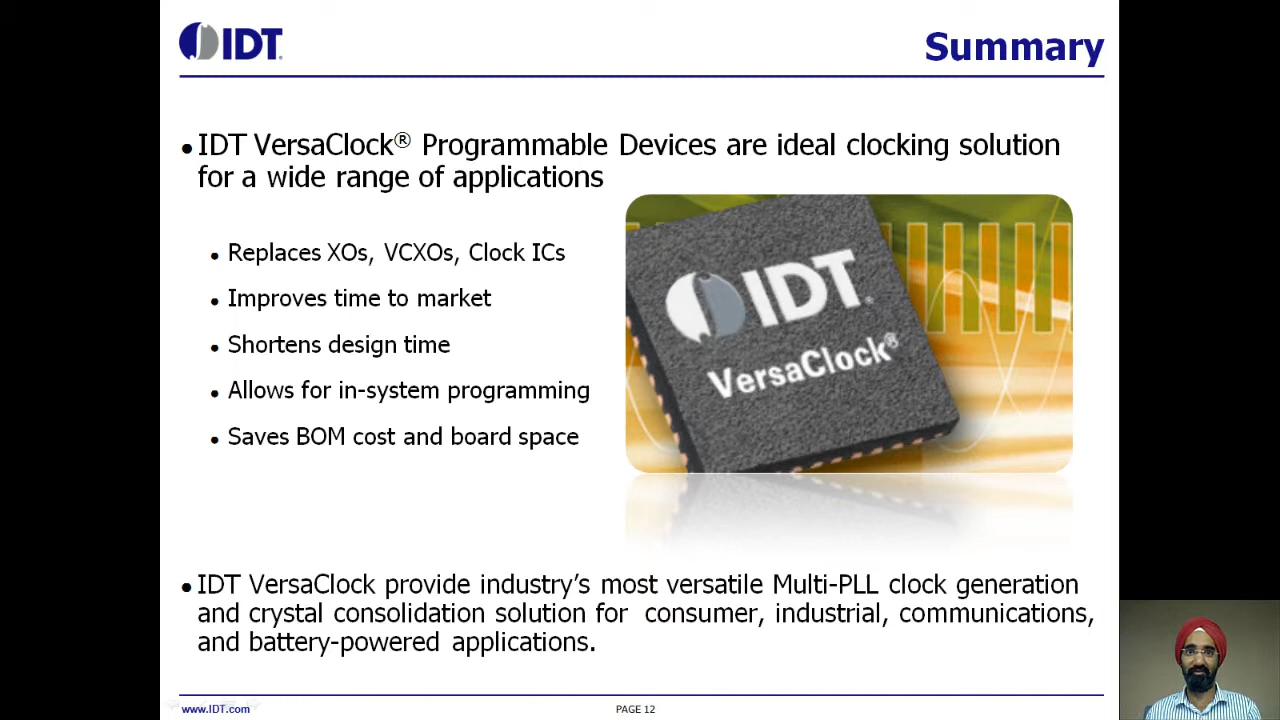 IDT
Summary
• IDT VersaClock® Programmable Devices are ideal clocking solution
for a wide range of applications
• Replaces XOs, VCXOs, Clock ICs
• Improves time to market
• Shortens design time
• Allows for in-system programming
• Saves BOM cost and board space
IDT
VersaClock®
• IDT VersaClock provide industry’s most versatile Multi-PLL clock generation
and crystal consolidation solution for consumer, industrial, communications,
and battery-powered applications.
www.IDT.com
PAGE 12